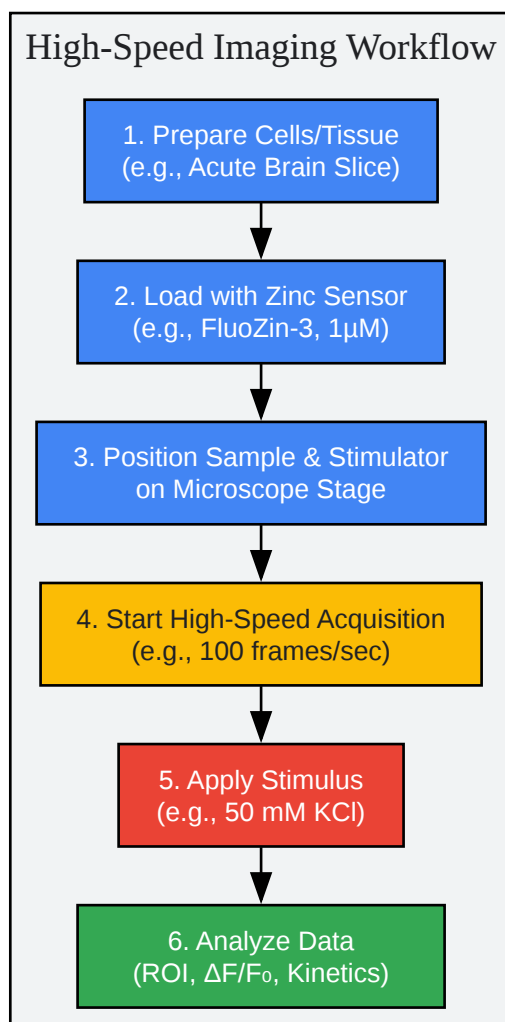 High-Speed Imaging Workflow
1. Prepare Cells/Tissue
(e.g., Acute Brain Slice)
2. Load with Zinc Sensor
(e.g., FluoZin-3, 1µM)
3. Position Sample & Stimulator
on Microscope Stage
4. Start High-Speed Acquisition
(e.g., 100 frames/sec)
5. Apply Stimulus
(e.g., 50 mM KCl)
6. Analyze Data
(ROI, ΔF/F₀, Kinetics)